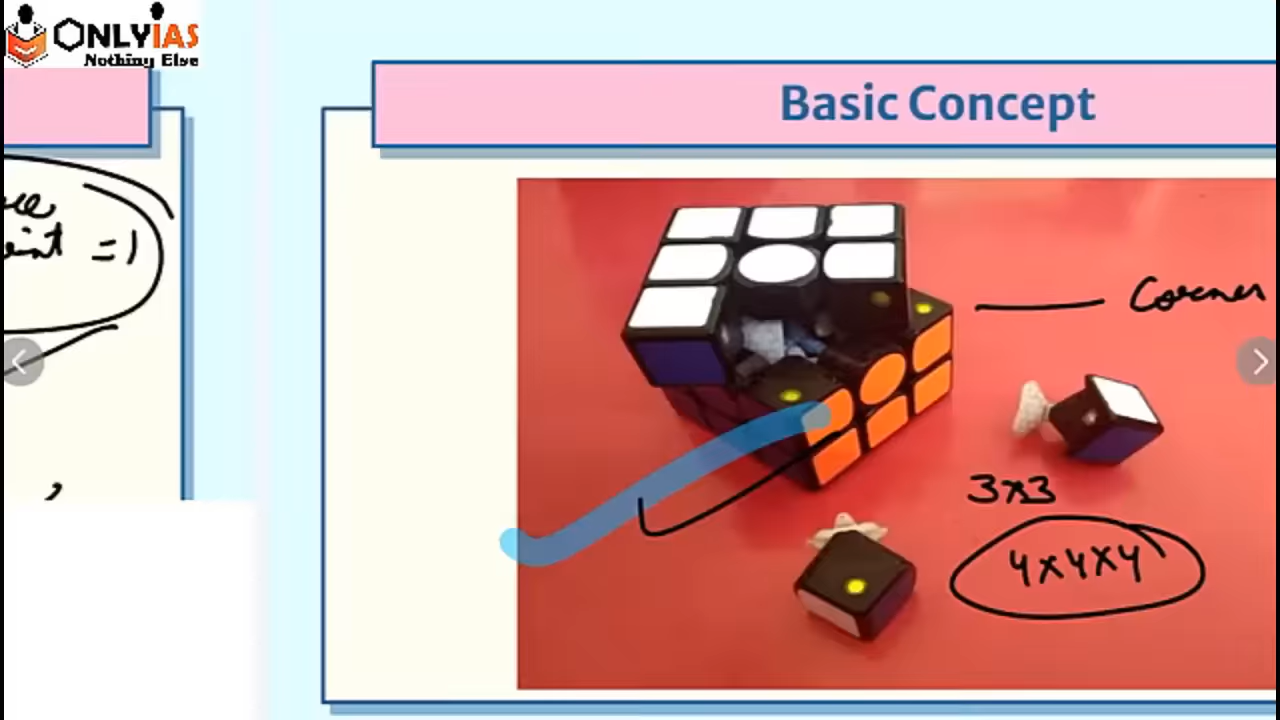 ONLYIAS
Nothing Else
Basic Concept
= 1
Corner
3x3
4x4x4